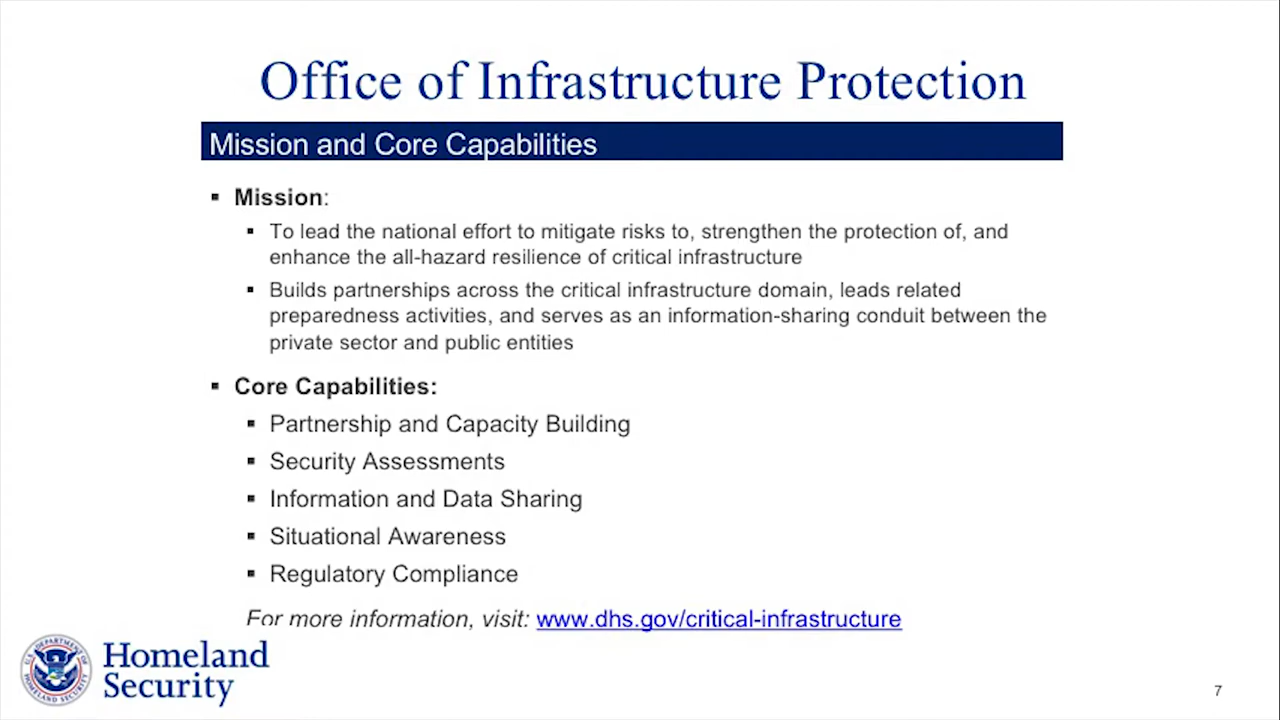 Office of Infrastructure Protection
Mission and Core Capabilities
▪ Mission:
▪ To lead the national effort to mitigate risks to, strengthen the protection of, and
enhance the all-hazard resilience of critical infrastructure
▪ Builds partnerships across the critical infrastructure domain, leads related
preparedness activities, and serves as an information-sharing conduit between the
private sector and public entities
▪ Core Capabilities:
▪ Partnership and Capacity Building
▪ Security Assessments
▪ Information and Data Sharing
▪ Situational Awareness
▪ Regulatory Compliance
For more information, visit: www.dhs.gov/critical-infrastructure
U.S. DEPARTMENT OF
HOMELAND SECURITY
Homeland
Security
7